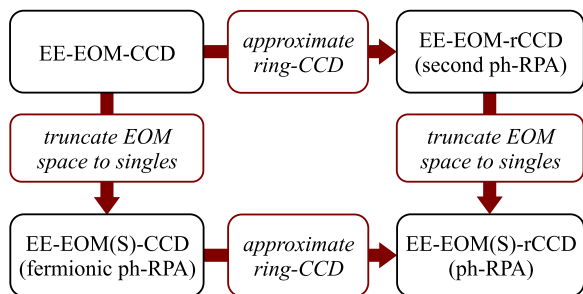 EE-EOM-CCD
approximate
ring-CCD
EE-EOM-rCCD
(second ph-RPA)
truncate EOM
space to singles
truncate EOM
space to singles
EE-EOM(S)-CCD
(fermionic ph-RPA)
approximate
ring-CCD
EE-EOM(S)-rCCD
(ph-RPA)